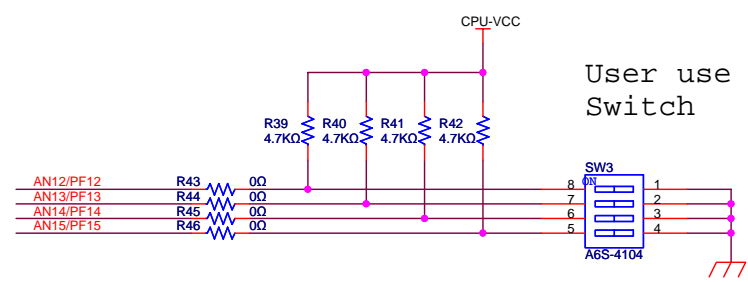 CPU-VCC
User use
Switch
R39 R40 R41 R42
4.7KΩ 4.7KΩ 4.7KΩ 4.7KΩ
SW3
ON
AN12/PF12 R43 0Ω 8 1
AN13/PF13 R44 0Ω 7 2
AN14/PF14 R45 0Ω 6 3
AN15/PF15 R46 0Ω 5 4
A6S-4104